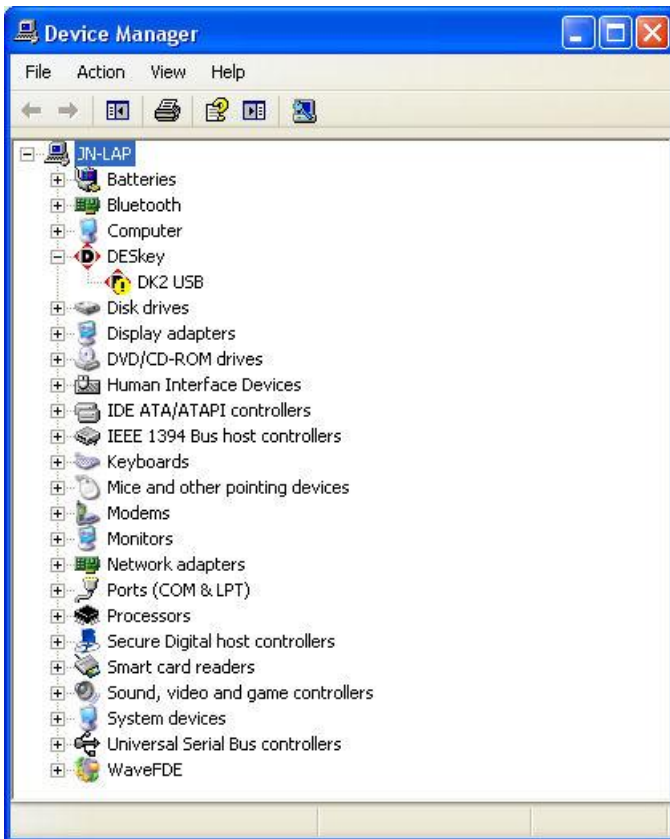 Device Manager
File Action View Help
JN-LAP
Batteries
Bluetooth
Computer
DESkey
DK2 USB
Disk drives
Display adapters
DVD/CD-ROM drives
Human Interface Devices
IDE ATA/ATAPI controllers
IEEE 1394 Bus host controllers
Keyboards
Mice and other pointing devices
Modems
Monitors
Network adapters
Ports (COM & LPT)
Processors
Secure Digital host controllers
Smart card readers
Sound, video and game controllers
System devices
Universal Serial Bus controllers
WaveFDE